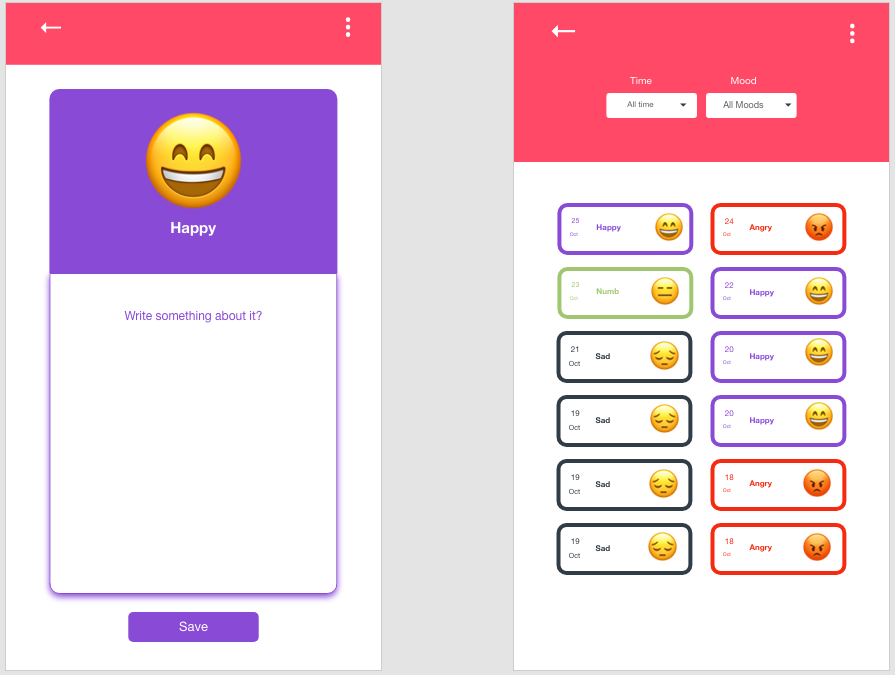 Happy
Write something about it?
Save
Time Mood
All time All Moods
25 Oct Happy
24 Oct Angry
23 Oct Numb
22 Oct Happy
21 Oct Sad
20 Oct Happy
19 Oct Sad
20 Oct Happy
19 Oct Sad
18 Oct Angry
19 Oct Sad
18 Oct Angry